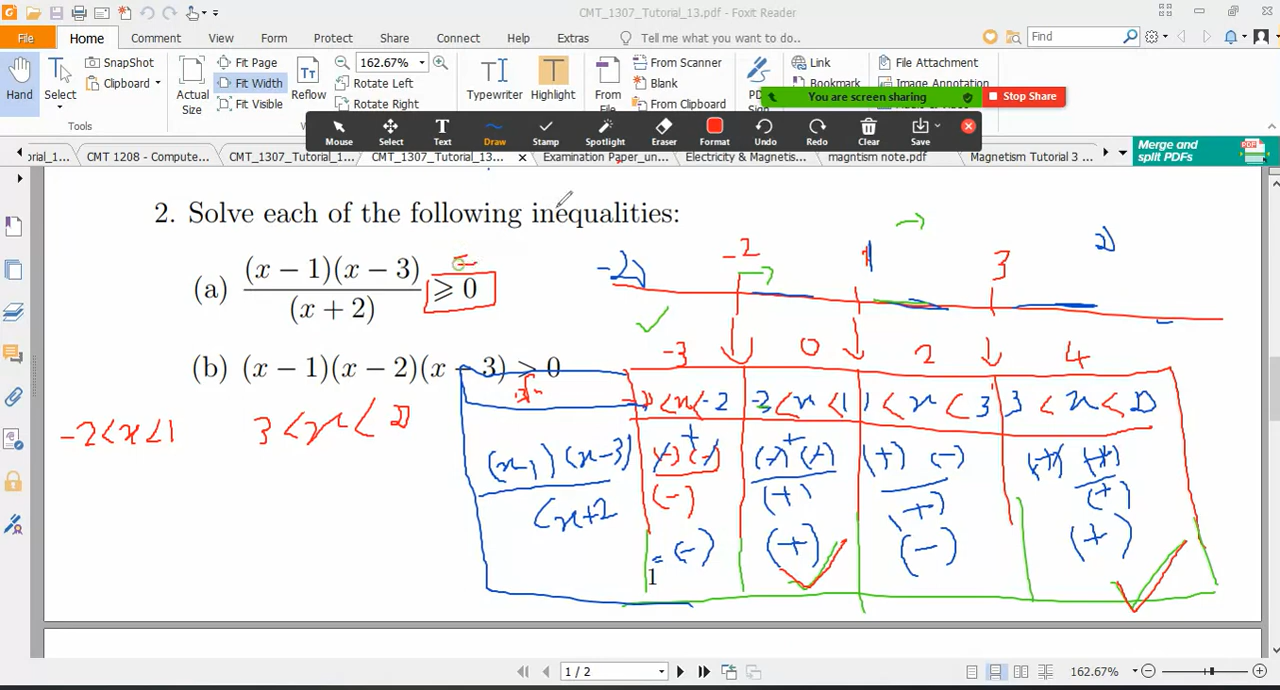 CMT_1307_Tutorial_13.pdf - Foxit Reader
File Home Comment View Form Protect Share Connect Help Extras Tell me what you want to do... Find
SnapShot Fit Page 162.67% From Scanner Link File Attachment
Clipboard Fit Width Rotate Left Blank Bookmark Image Annotation
Hand Select Actual Size Fit Visible Reflow Rotate Right Typewriter Highlight From File From Clipboard
Tools
You are screen sharing Stop Share
Mouse Select Text Draw Stamp Spotlight Eraser Format Undo Redo Clear Save
orial_1... CMT 1208 - Compute... CMT_1307_Tutorial_1... CMT_1307_Tutorial_13... Examination Paper_un... Electricity & Magnetis... magntism note.pdf Magnetism Tutorial 3 ...
Merge and split PDFs
2. Solve each of the following inequalities:
(a) (x − 1)(x − 3) / (x + 2) ⩾ 0
-2 1 3
(b) (x − 1)(x − 2)(x − 3) > 0
-3 0 2 4
-2 < x < 1 3 < x <
< x < -2 -2 < x < 1 1 < x < 3 3 < x <
(x-1) (x-3) (-) (-) (-) (-) (+) (-) (+) (+)
(x+2 (-) (+) (+) (+)
= (-) (+) (-) (+)
1 / 2 162.67%